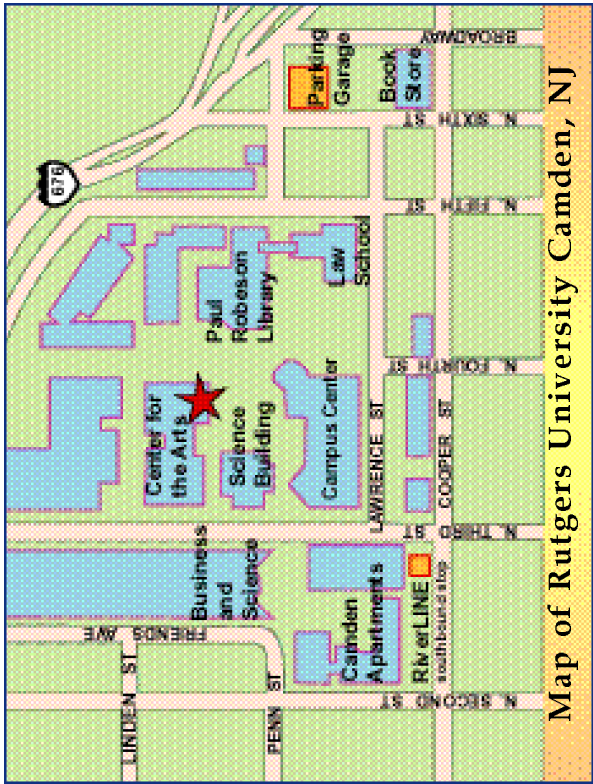 Map of Rutgers University Camden, NJ
676
Parking
Garage
Book
Store
BROADWAY
N. SIXTH ST
N. FIFTH ST
Paul
Robeson
Library
Law
School
N. FOURTH ST
Center for
the Arts
Science
Building
Campus Center
LAWRENCE ST
COOPER ST
N. THIRD ST
Business
and
Science
Camden
Apartments
RiverLINE
southbound stop
FRIENDS AVE
LINDEN ST
PENN ST
N. SECOND ST